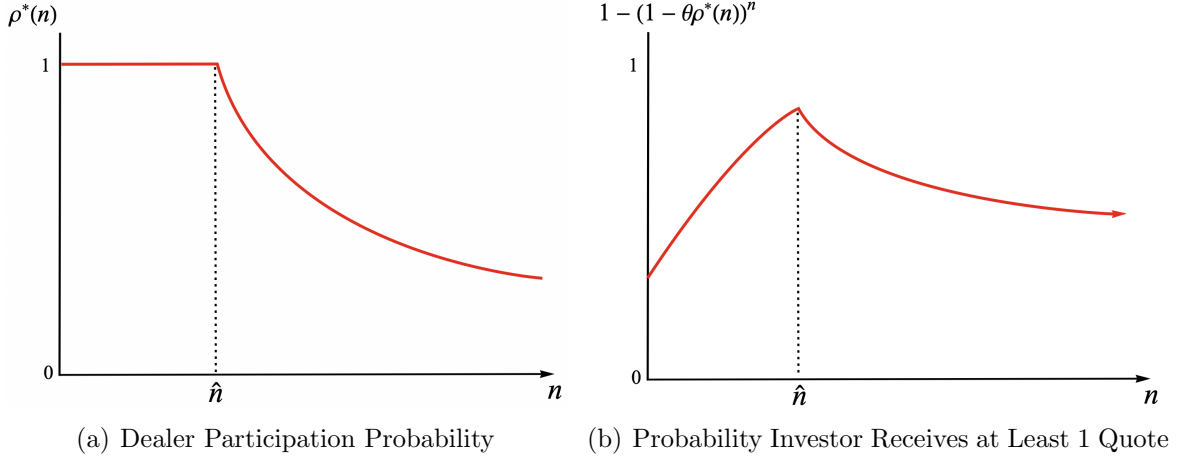 ρ*(n)
1
0
n̂
n
(a) Dealer Participation Probability
1 − (1 − θρ*(n))ⁿ
1
0
n̂
n
(b) Probability Investor Receives at Least 1 Quote